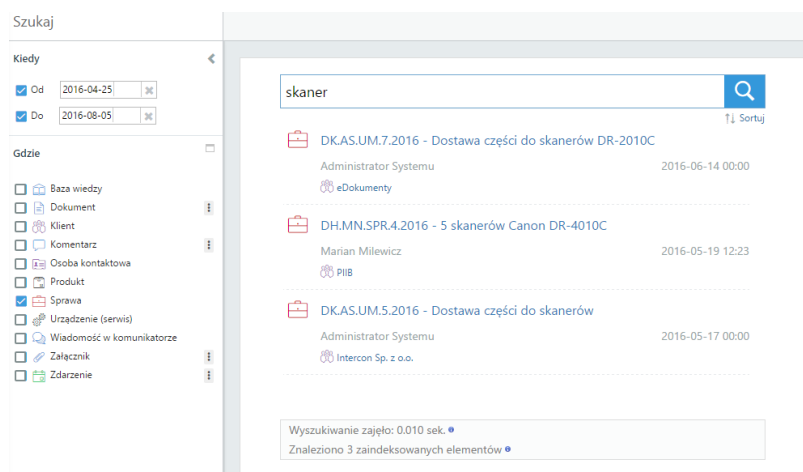 Szukaj
Kiedy
Od 2016-04-25
Do 2016-08-05
Gdzie
Baza wiedzy
Dokument
Klient
Komentarz
Osoba kontaktowa
Produkt
Sprawa
Urządzenie (serwis)
Wiadomość w komunikatorze
Załącznik
Zdarzenie
skaner
Sortuj
DK.AS.UM.7.2016 - Dostawa części do skanerów DR-2010C
Administrator Systemu 2016-06-14 00:00
eDokumenty
DH.MN.SPR.4.2016 - 5 skanerów Canon DR-4010C
Marian Milewicz 2016-05-19 12:23
PIIB
DK.AS.UM.5.2016 - Dostawa części do skanerów
Administrator Systemu 2016-05-17 00:00
Intercon Sp. z o.o.
Wyszukiwanie zajęło: 0.010 sek.
Znaleziono 3 zaindeksowanych elementów